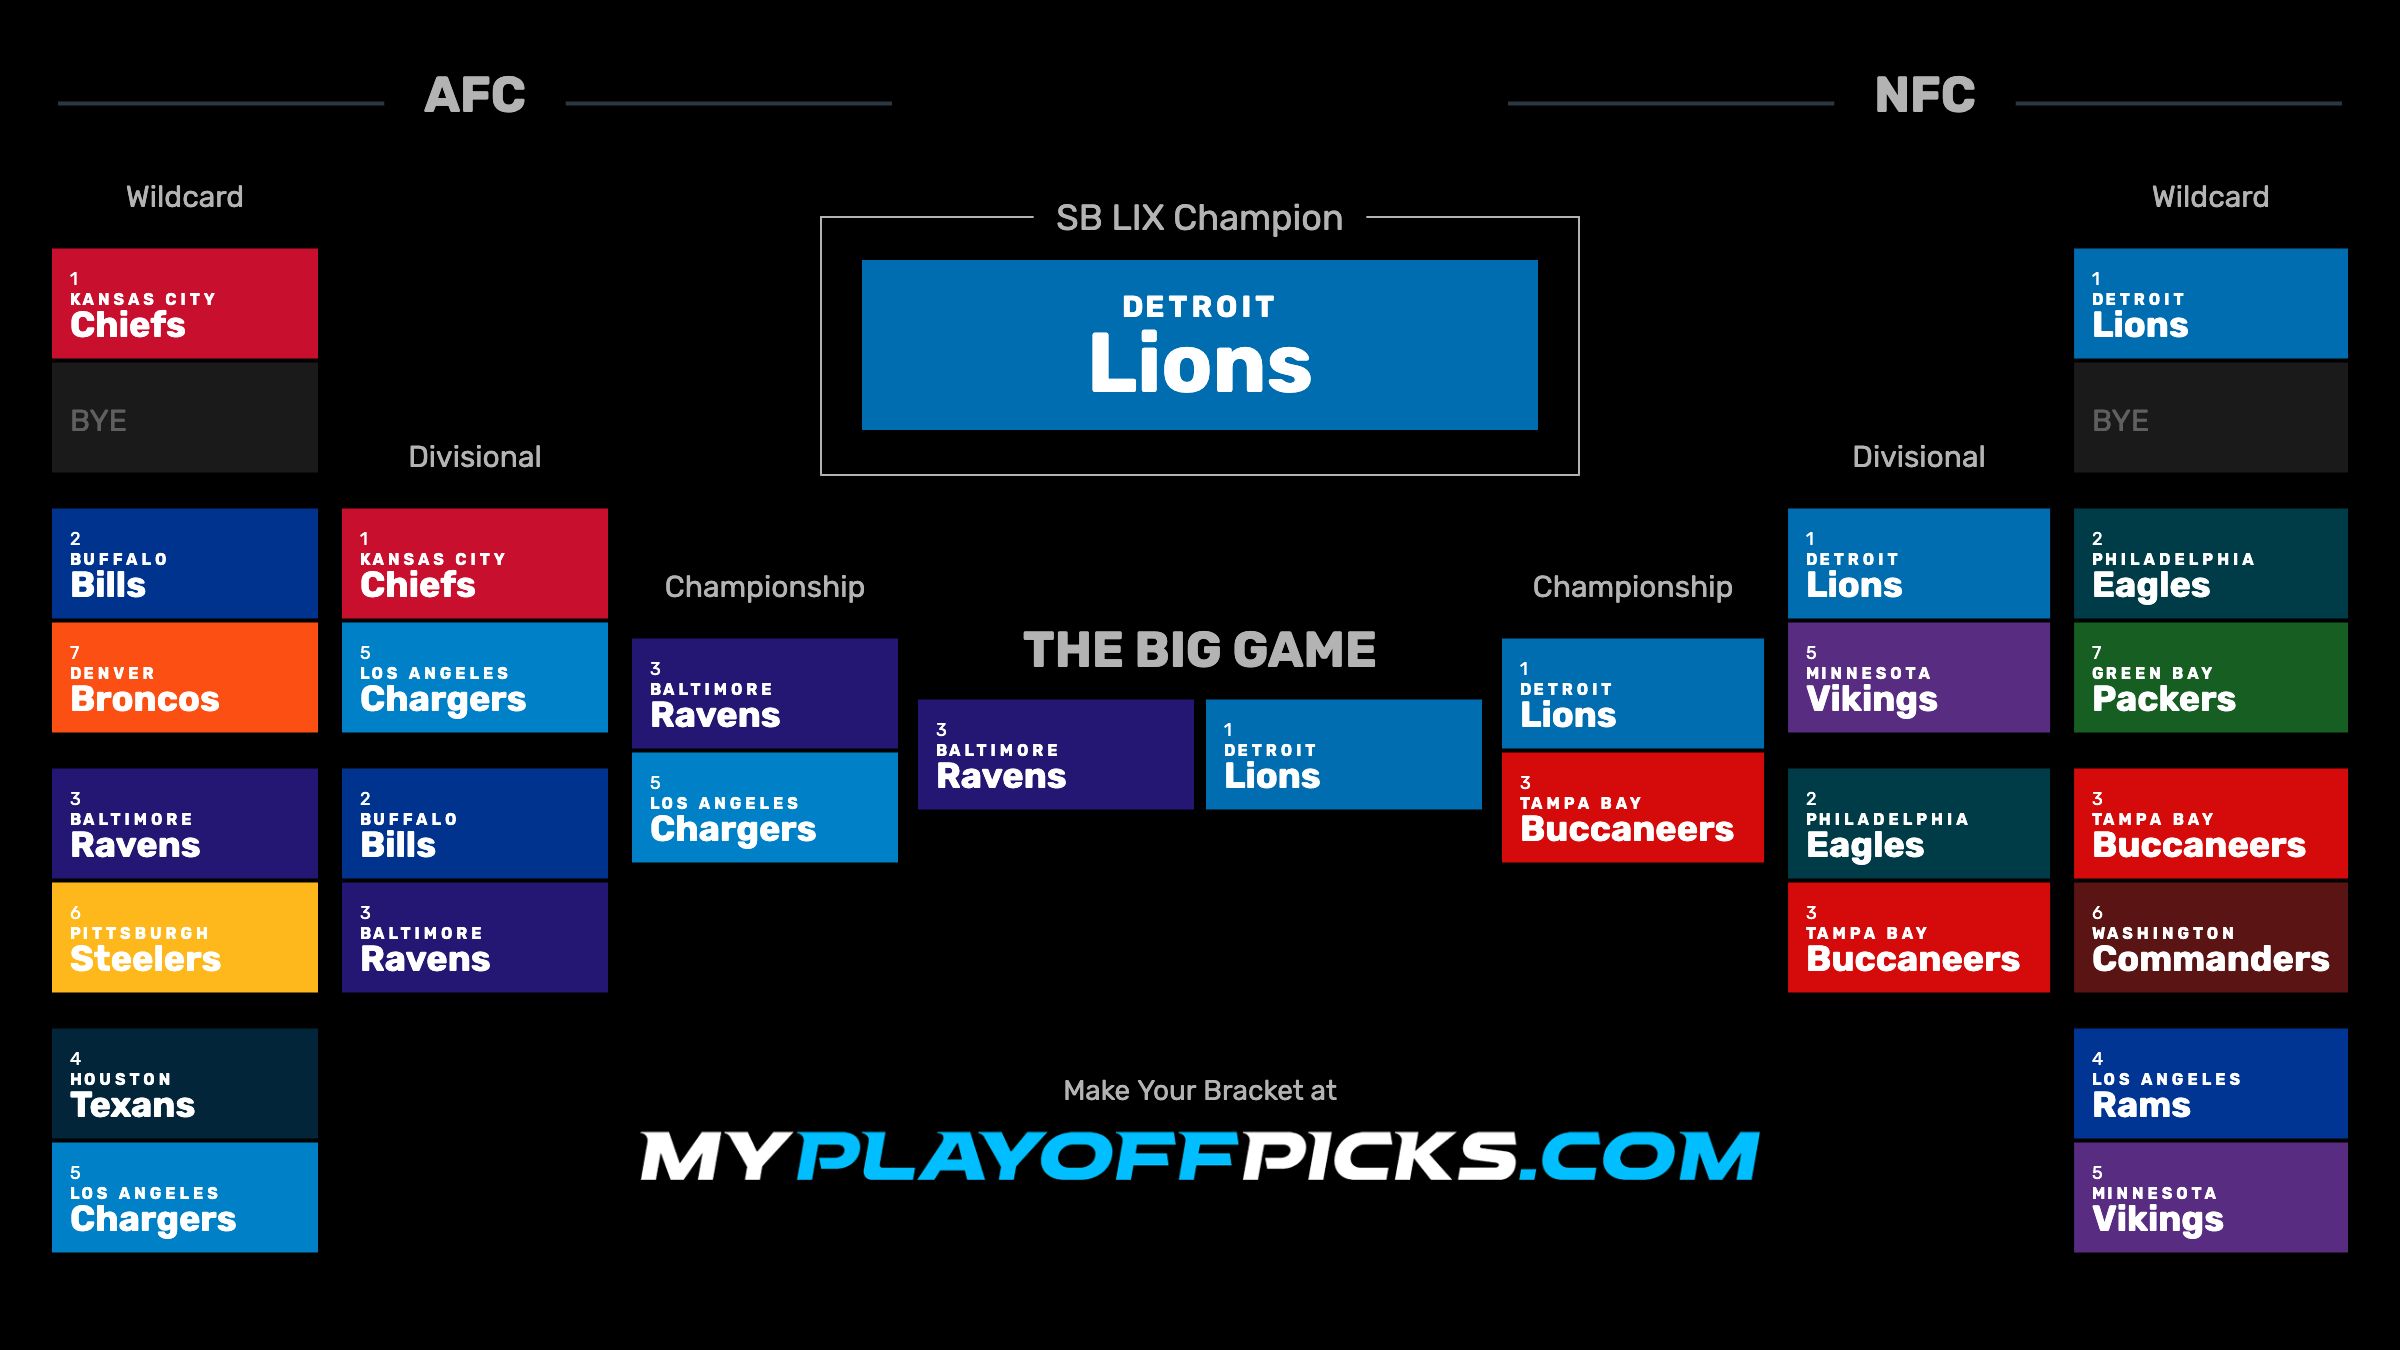 AFC
NFC
Wildcard
1
KANSAS CITY
Chiefs
BYE
2
BUFFALO
Bills
7
DENVER
Broncos
3
BALTIMORE
Ravens
6
PITTSBURGH
Steelers
4
HOUSTON
Texans
5
LOS ANGELES
Chargers
Divisional
1
KANSAS CITY
Chiefs
5
LOS ANGELES
Chargers
2
BUFFALO
Bills
3
BALTIMORE
Ravens
Championship
3
BALTIMORE
Ravens
5
LOS ANGELES
Chargers
SB LIX Champion
DETROIT
Lions
THE BIG GAME
3
BALTIMORE
Ravens
1
DETROIT
Lions
Championship
1
DETROIT
Lions
3
TAMPA BAY
Buccaneers
Divisional
1
DETROIT
Lions
5
MINNESOTA
Vikings
2
PHILADELPHIA
Eagles
3
TAMPA BAY
Buccaneers
Wildcard
1
DETROIT
Lions
BYE
2
PHILADELPHIA
Eagles
7
GREEN BAY
Packers
3
TAMPA BAY
Buccaneers
6
WASHINGTON
Commanders
4
LOS ANGELES
Rams
5
MINNESOTA
Vikings
Make Your Bracket at
MYPLAYOFFPICKS.COM